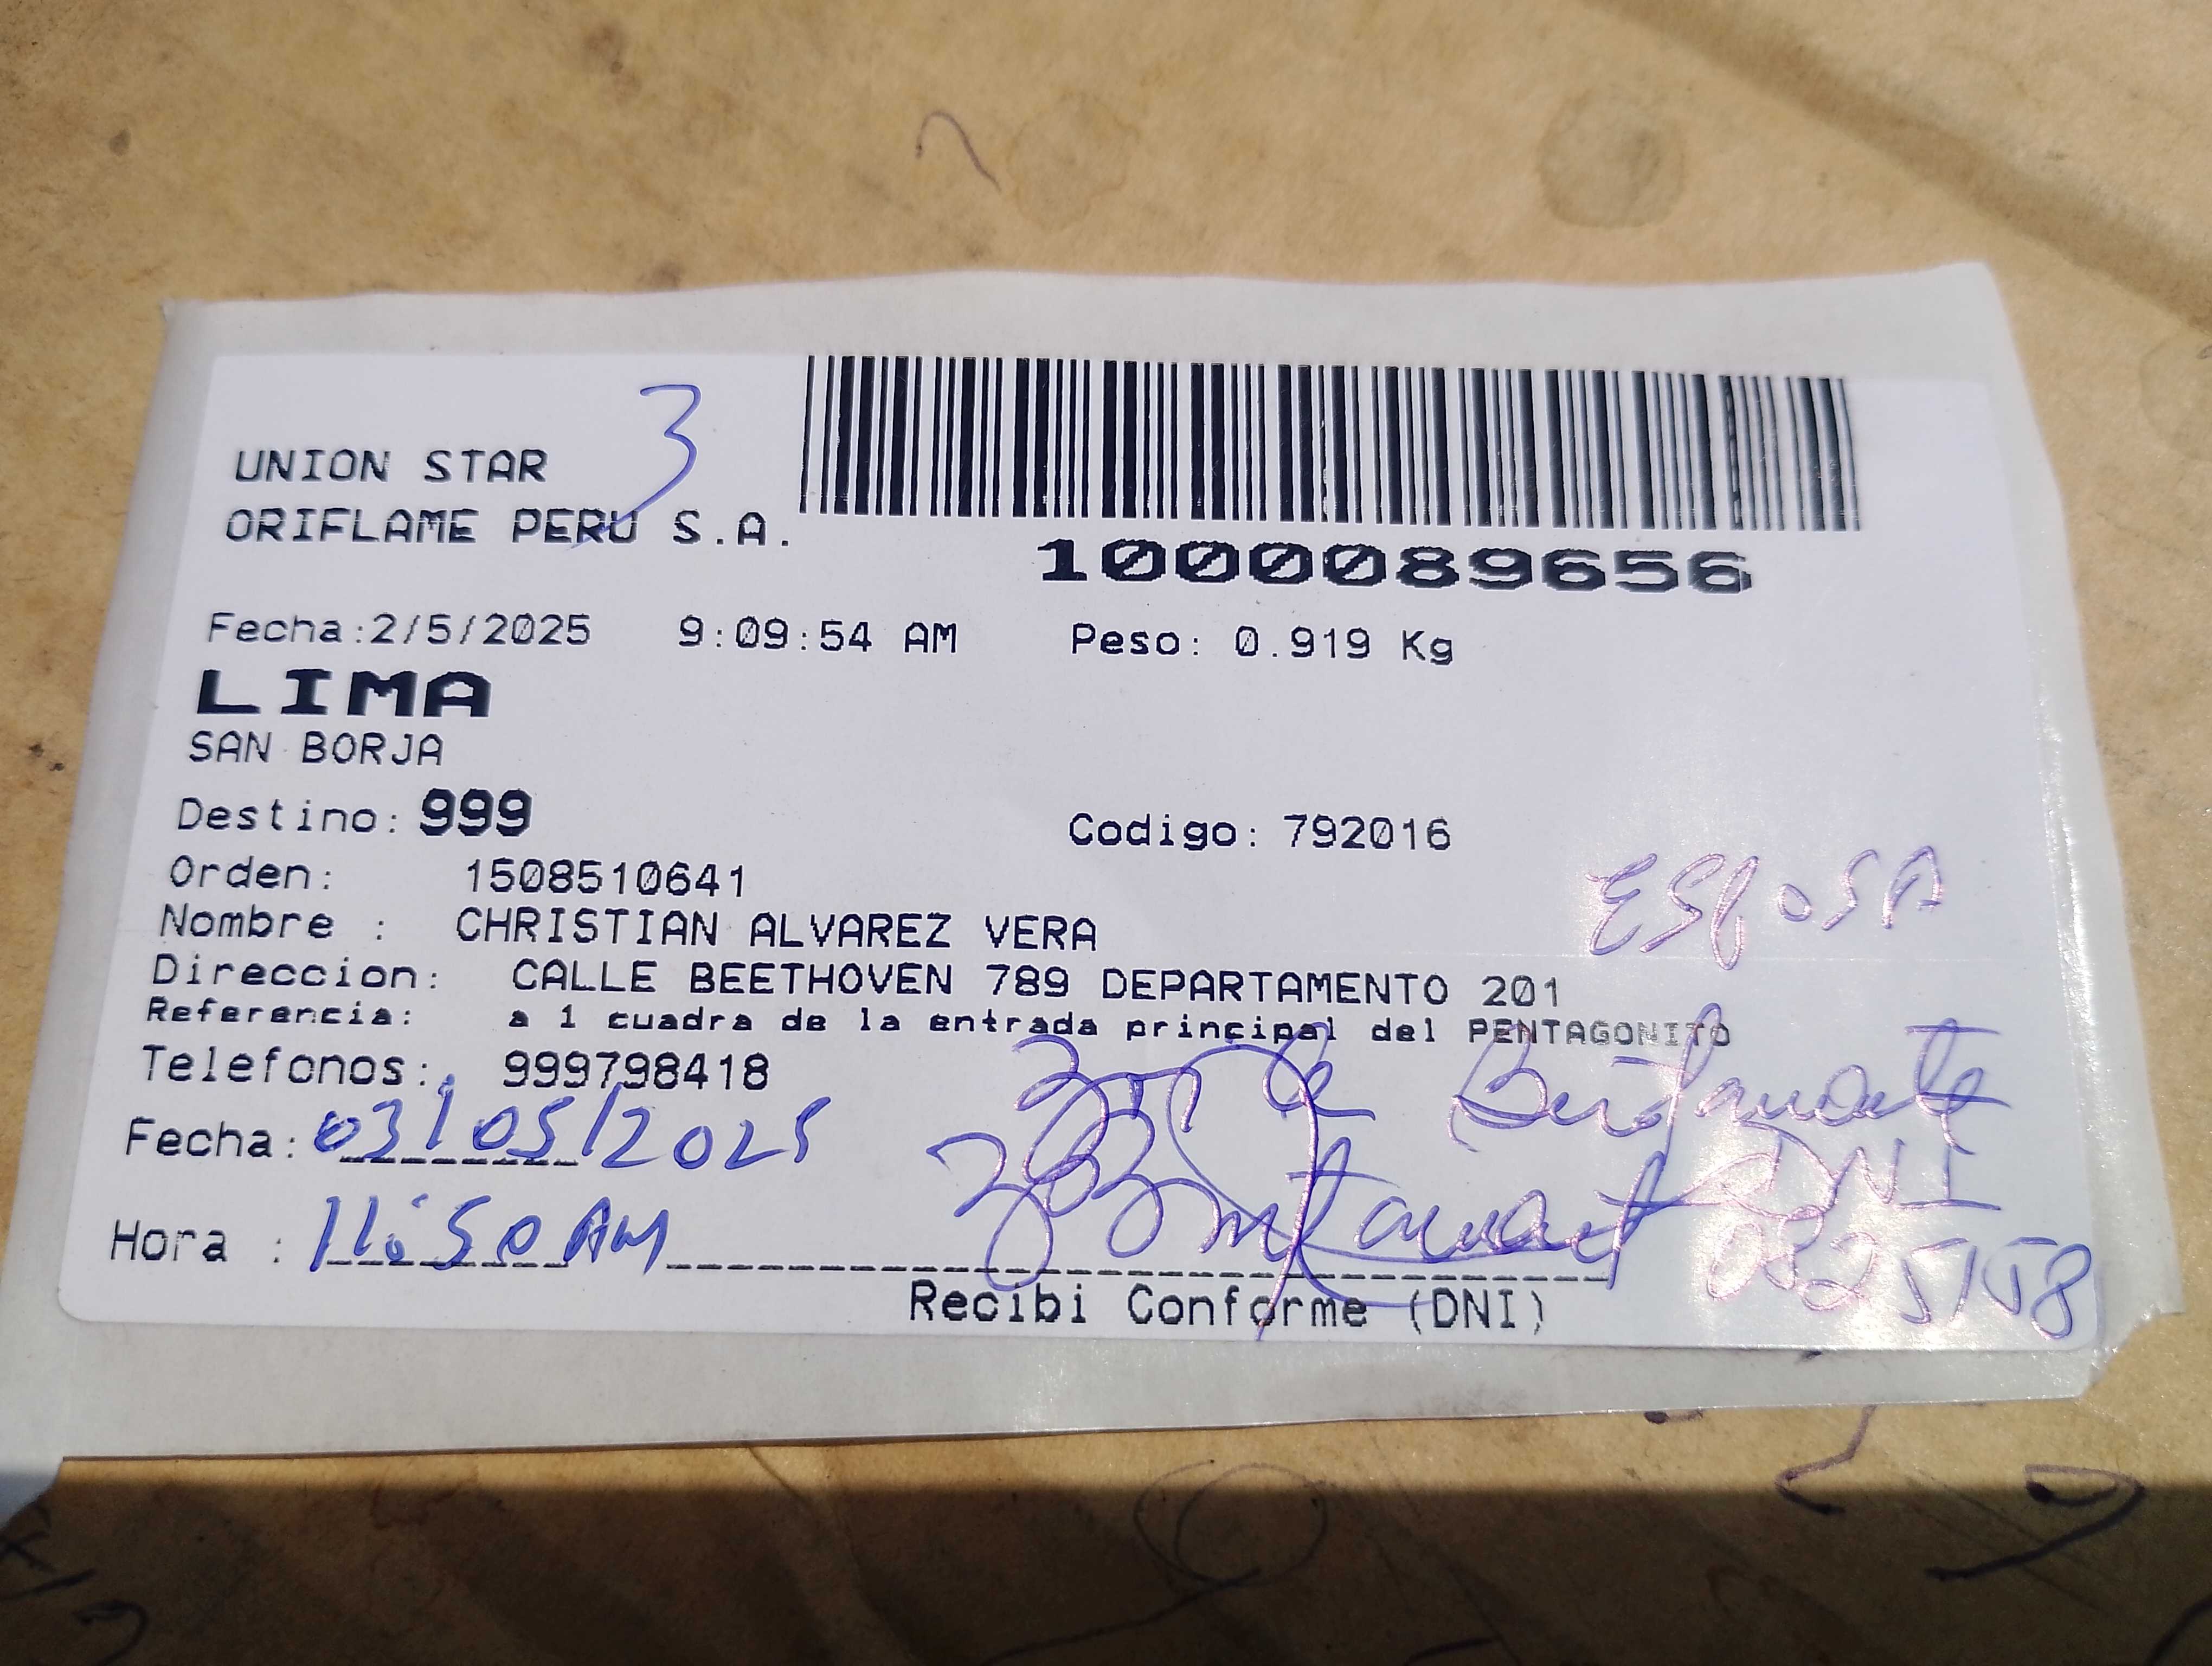 3
UNION STAR
ORIFLAME PERU S.A.
1000089656
Fecha:2/5/2025 9:09:54 AM Peso: 0.919 Kg
LIMA
SAN BORJA
Destino: 999 Codigo: 792016
Orden: 1508510641
ESPOSA
Nombre : CHRISTIAN ALVAREZ VERA
Direccion: CALLE BEETHOVEN 789 DEPARTAMENTO 201
Referencia: a 1 cuadra de la entrada principal del PENTAGONITO
Telefonos: 999798418
Fecha: 03/05/2025
DNI
Hora : 11:50 AM
Recibi Conforme (DNI)